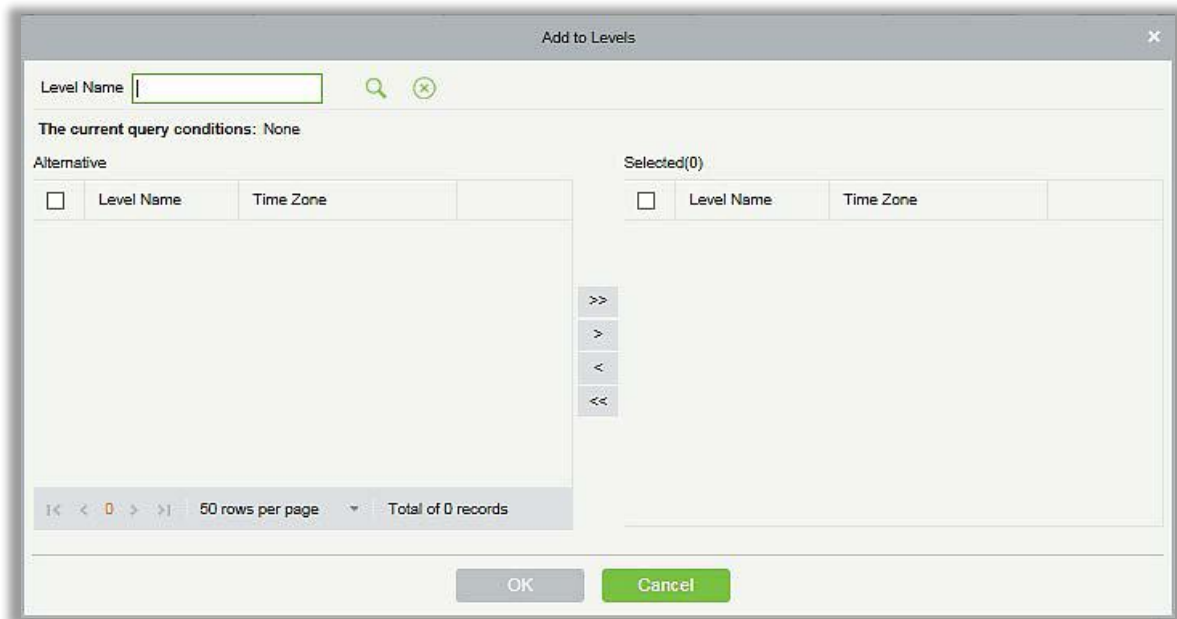 Add to Levels ×
Level Name
The current query conditions: None
Alternative Selected(0)
Level Name Time Zone Level Name Time Zone
>>
>
<
<<
0 50 rows per page Total of 0 records
OK Cancel